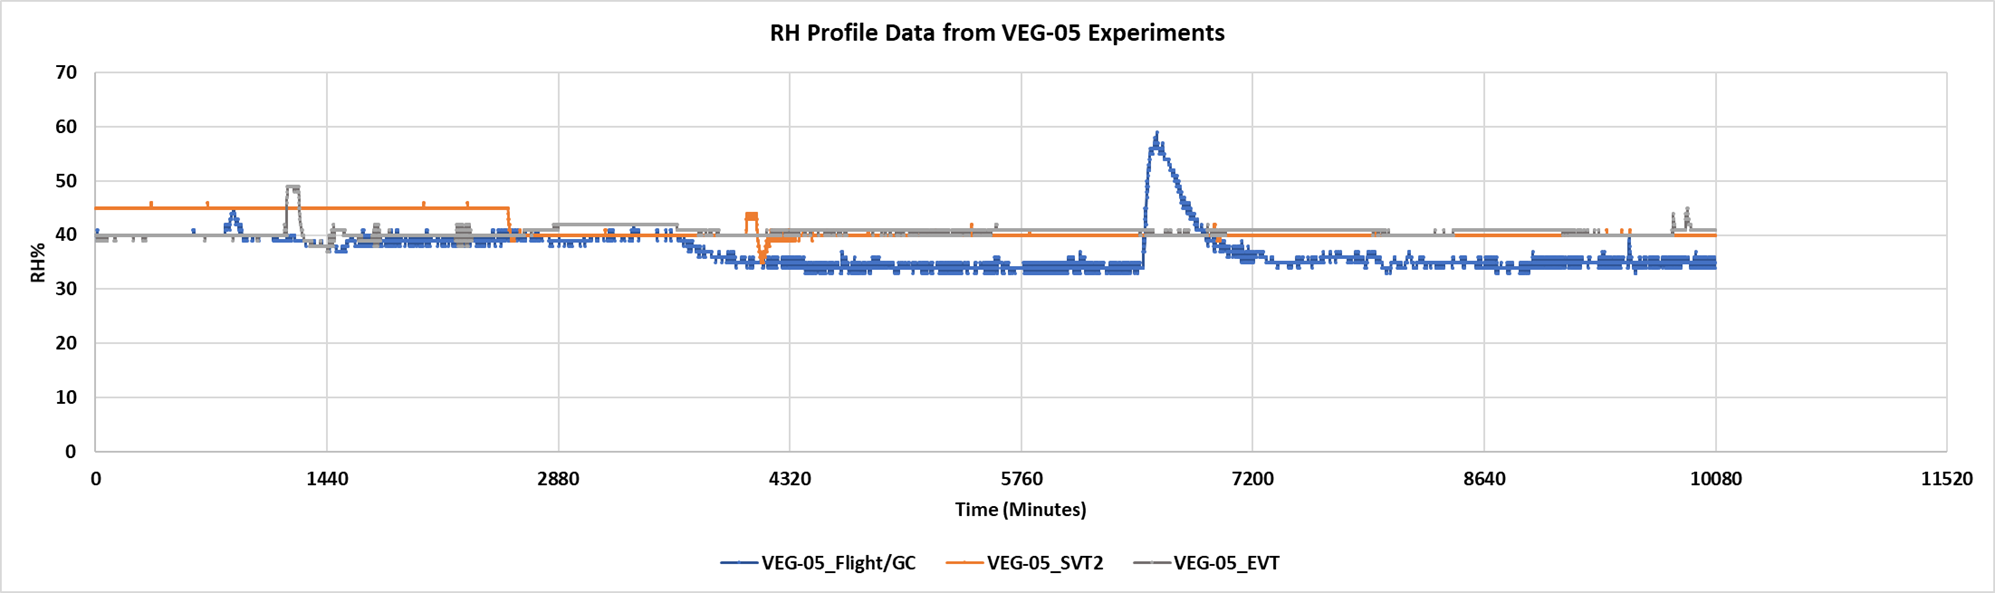 RH Profile Data from VEG-05 Experiments
70
60
50
40
30
20
10
0
RH%
0 1440 2880 4320 5760 7200 8640 10080 11520
Time (Minutes)
VEG-05_Flight/GC VEG-05_SVT2 VEG-05_EVT